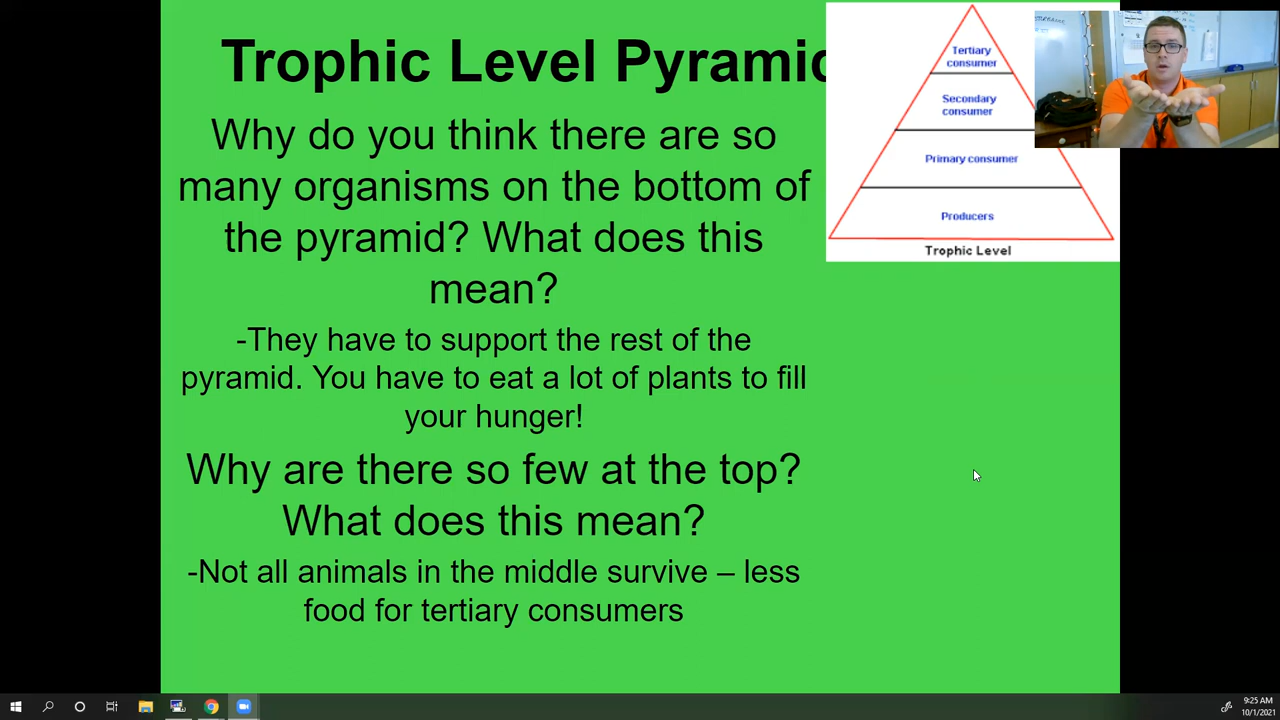 Trophic Level Pyramid
Why do you think there are so
many organisms on the bottom of
the pyramid? What does this
mean?
-They have to support the rest of the
pyramid. You have to eat a lot of plants to fill
your hunger!
Why are there so few at the top?
What does this mean?
-Not all animals in the middle survive – less
food for tertiary consumers
Tertiary
consumer
Secondary
consumer
Primary consumer
Producers
Trophic Level
9:25 AM
10/1/2021